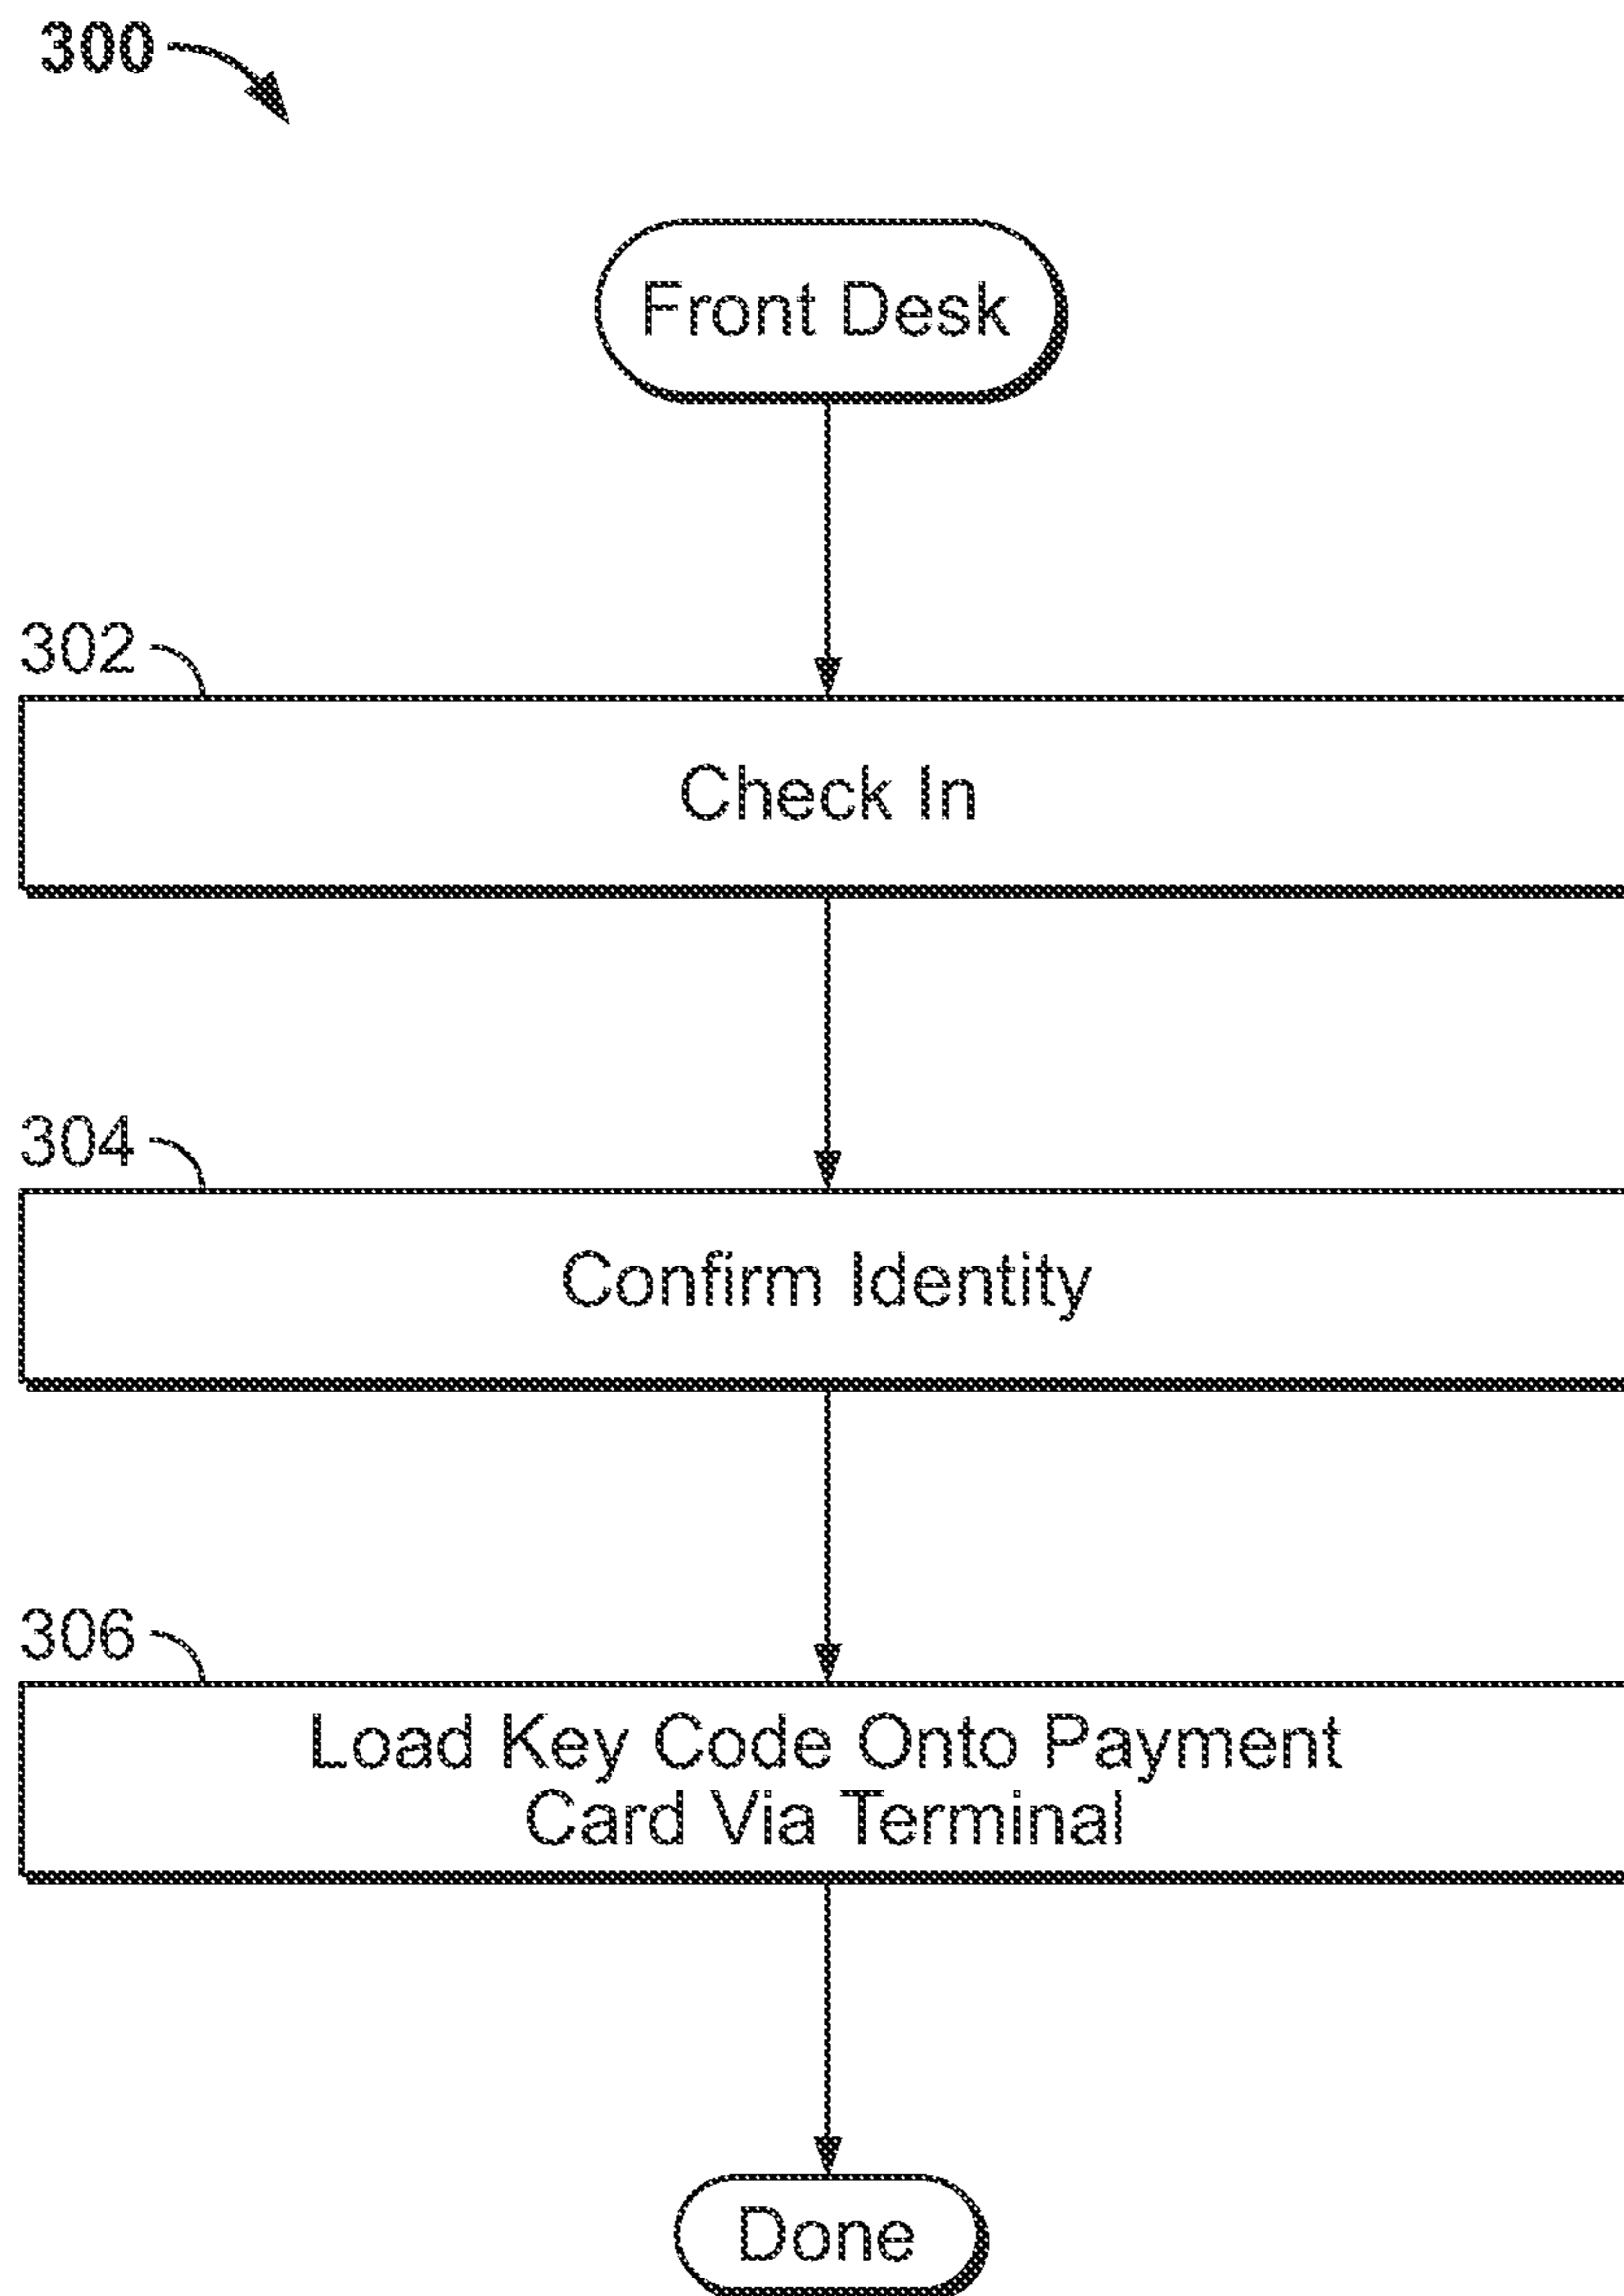 300
Front Desk
302
Check In
304
Confirm Identity
306
Load Key Code Onto Payment
Card Via Terminal
Done